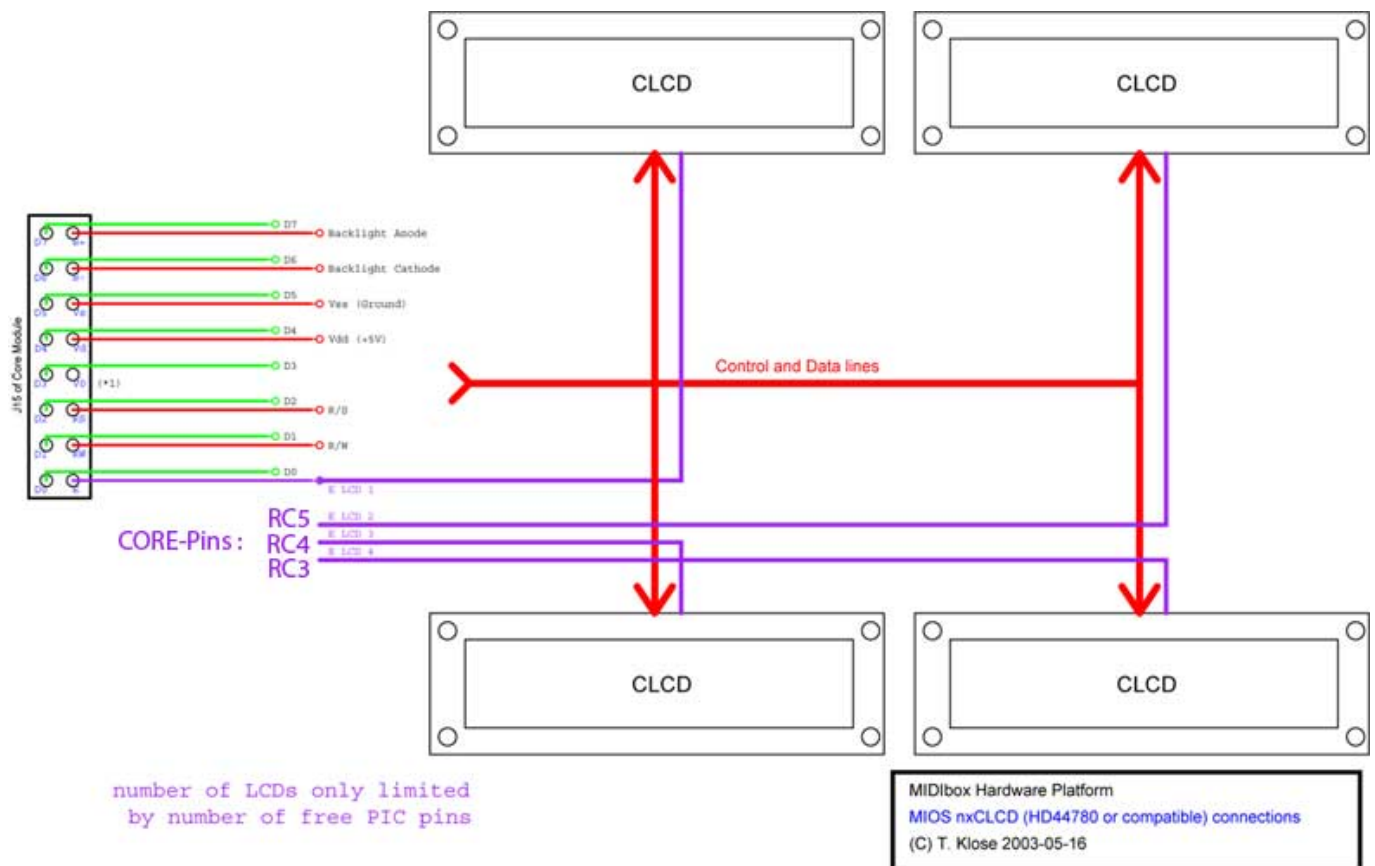 CLCD
CLCD
J15 of Core Module
D7
Backlight Anode
D6
Backlight Cathode
D5
Vss (Ground)
D4
Vdd (+5V)
D3
(*1)
D2
R/S
D1
R/W
D0
E LCD 1
D7
D6
D5
D4
D3
VO
D2
RS
D1
RW
D0
E
Control and Data lines
CORE-Pins :
RC5
E LCD 2
RC4
E LCD 3
RC3
E LCD 4
CLCD
CLCD
number of LCDs only limited
by number of free PIC pins
MIDIbox Hardware Platform
MIOS nxCLCD (HD44780 or compatible) connections
(C) T. Klose 2003-05-16